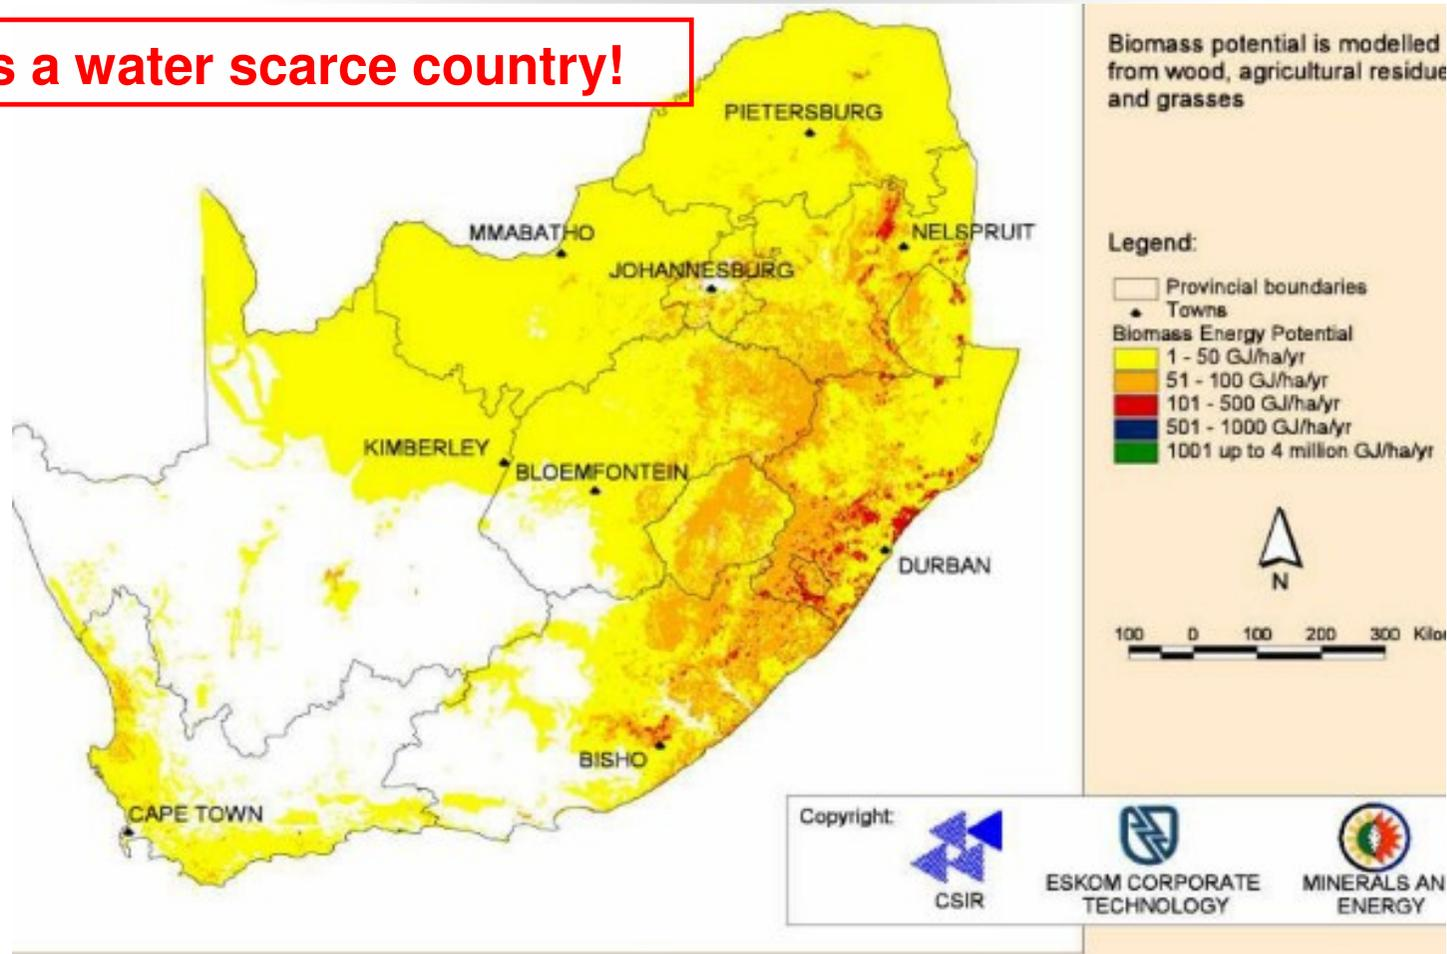 s a water scarce country!
Biomass potential is modelled
from wood, agricultural residue
and grasses
PIETERSBURG
MMABATHO
NELSPRUIT
JOHANNESBURG
KIMBERLEY
BLOEMFONTEIN
DURBAN
BISHO
CAPE TOWN
Legend:
Provincial boundaries
Towns
Biomass Energy Potential
1 - 50 GJ/ha/yr
51 - 100 GJ/ha/yr
101 - 500 GJ/ha/yr
501 - 1000 GJ/ha/yr
1001 up to 4 million GJ/ha/yr
N
100 0 100 200 300 Kilo
Copyright:
CSIR
ESKOM CORPORATE
TECHNOLOGY
MINERALS AN
ENERGY